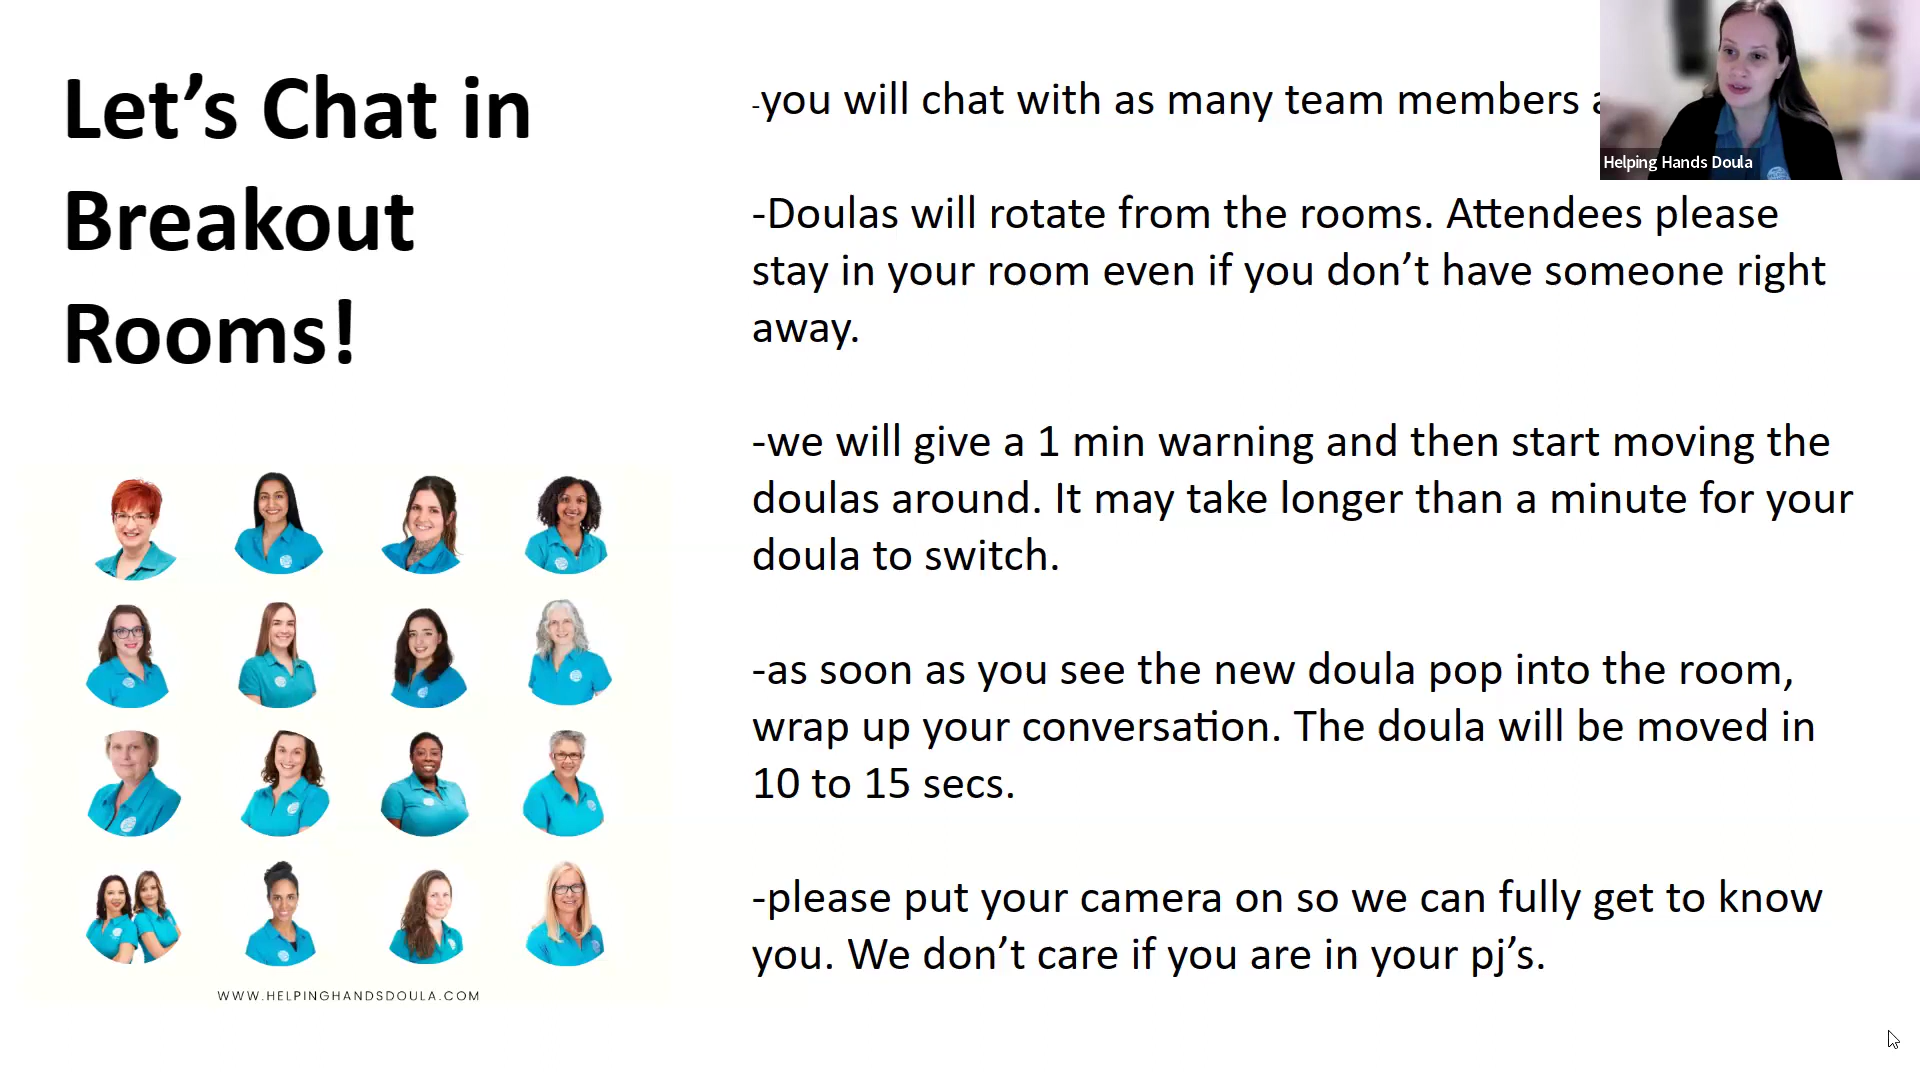 Let’s Chat in
Breakout
Rooms!
-you will chat with as many team members
Helping Hands Doula
-Doulas will rotate from the rooms. Attendees please
stay in your room even if you don’t have someone right
away.
-we will give a 1 min warning and then start moving the
doulas around. It may take longer than a minute for your
doula to switch.
-as soon as you see the new doula pop into the room,
wrap up your conversation. The doula will be moved in
10 to 15 secs.
-please put your camera on so we can fully get to know
you. We don’t care if you are in your pj’s.
WWW.HELPINGHANDSDOULA.COM